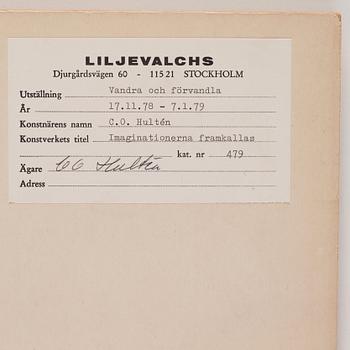 LILJEVALCHS
Djurgårdsvägen 60 - 115 21 STOCKHOLM
Utställning Vandra och förvandla
År 17.11.78 - 7.1.79
Konstnärens namn C.O. Hultén
Konstverkets titel Imaginationerna framkallas
kat. nr 479
Ägare CO Hultén
Adress